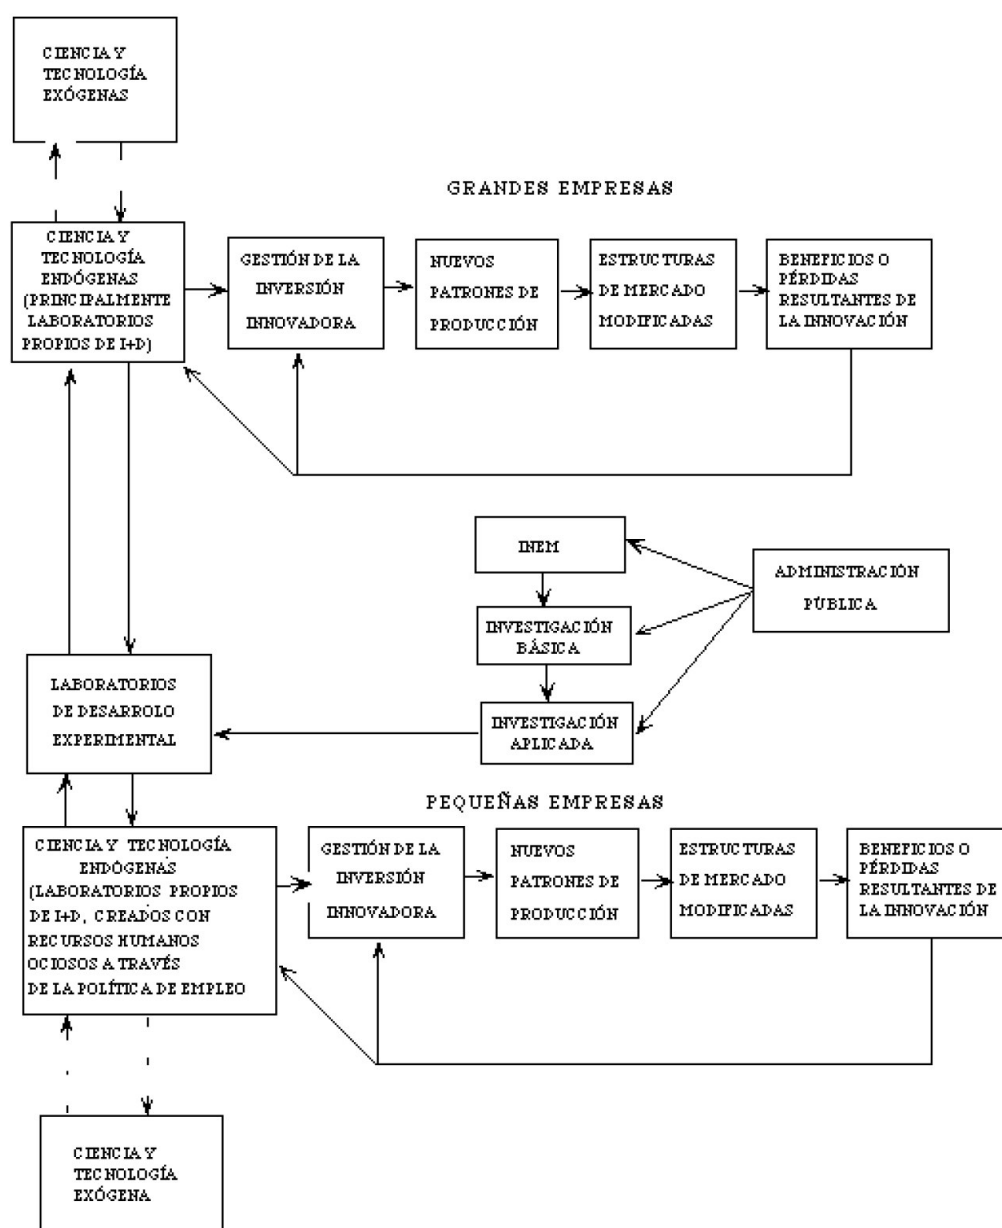 CIENCIA Y
TECNOLOGÍA
EXÓGENAS
GRANDES EMPRESAS
CIENCIA Y
TECNOLOGÍA
ENDÓGENAS
(PRINCIPALMENTE
LABORATORIOS
PROPIOS DE I+D)
GESTIÓN DE LA
INVERSIÓN
INNOVADORA
NUEVOS
PATRONES DE
PRODUCCIÓN
ESTRUCTURAS
DE MERCADO
MODIFICADAS
BENEFICIOS O
PÉRDIDAS
RESULTANTES DE
LA INNOVACIÓN
INEM
ADMINISTRACIÓN
PÚBLICA
INVESTIGACIÓN
BÁSICA
LABORATORIOS
DE DESARROLO
EXPERIMENTAL
INVESTIGACIÓN
APLICADA
PEQUEÑAS EMPRESAS
CIENCIA Y TECNOLOGÍA
ENDÓGENAS
(LABORATORIOS PROPIOS
DE I+D, CREADOS CON
RECURSOS HUMANOS
OCIOSOS A TRAVÉS
DE LA POLÍTICA DE EMPLEO
GESTIÓN DE LA
INVERSIÓN
INNOVADORA
NUEVOS
PATRONES DE
PRODUCCIÓN
ESTRUCTURAS
DE MERCADO
MODIFICADAS
BENEFICIOS O
PÉRDIDAS
RESULTANTES DE
LA INNOVACIÓN
CIENCIA Y
TECNOLOGÍA
EXÓGENA